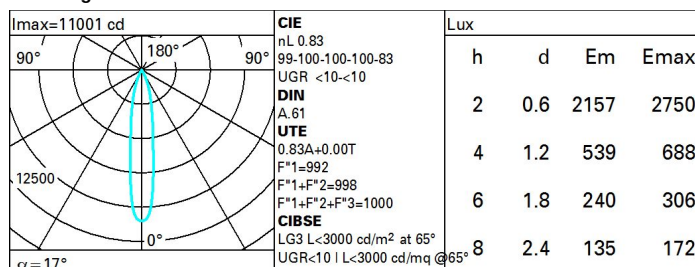 Imax=11001 cd
90°
180°
90°
12500
0°
α=17°
CIE
nL 0.83
99-100-100-100-83
UGR <10-<10
DIN
A.61
UTE
0.83A+0.00T
F"1=992
F"1+F"2=998
F"1+F"2+F"3=1000
CIBSE
LG3 L<3000 cd/m² at 65°
UGR<10 | L<3000 cd/mq @65°
Lux
h d Em Emax
2 0.6 2157 2750
4 1.2 539 688
6 1.8 240 306
8 2.4 135 172